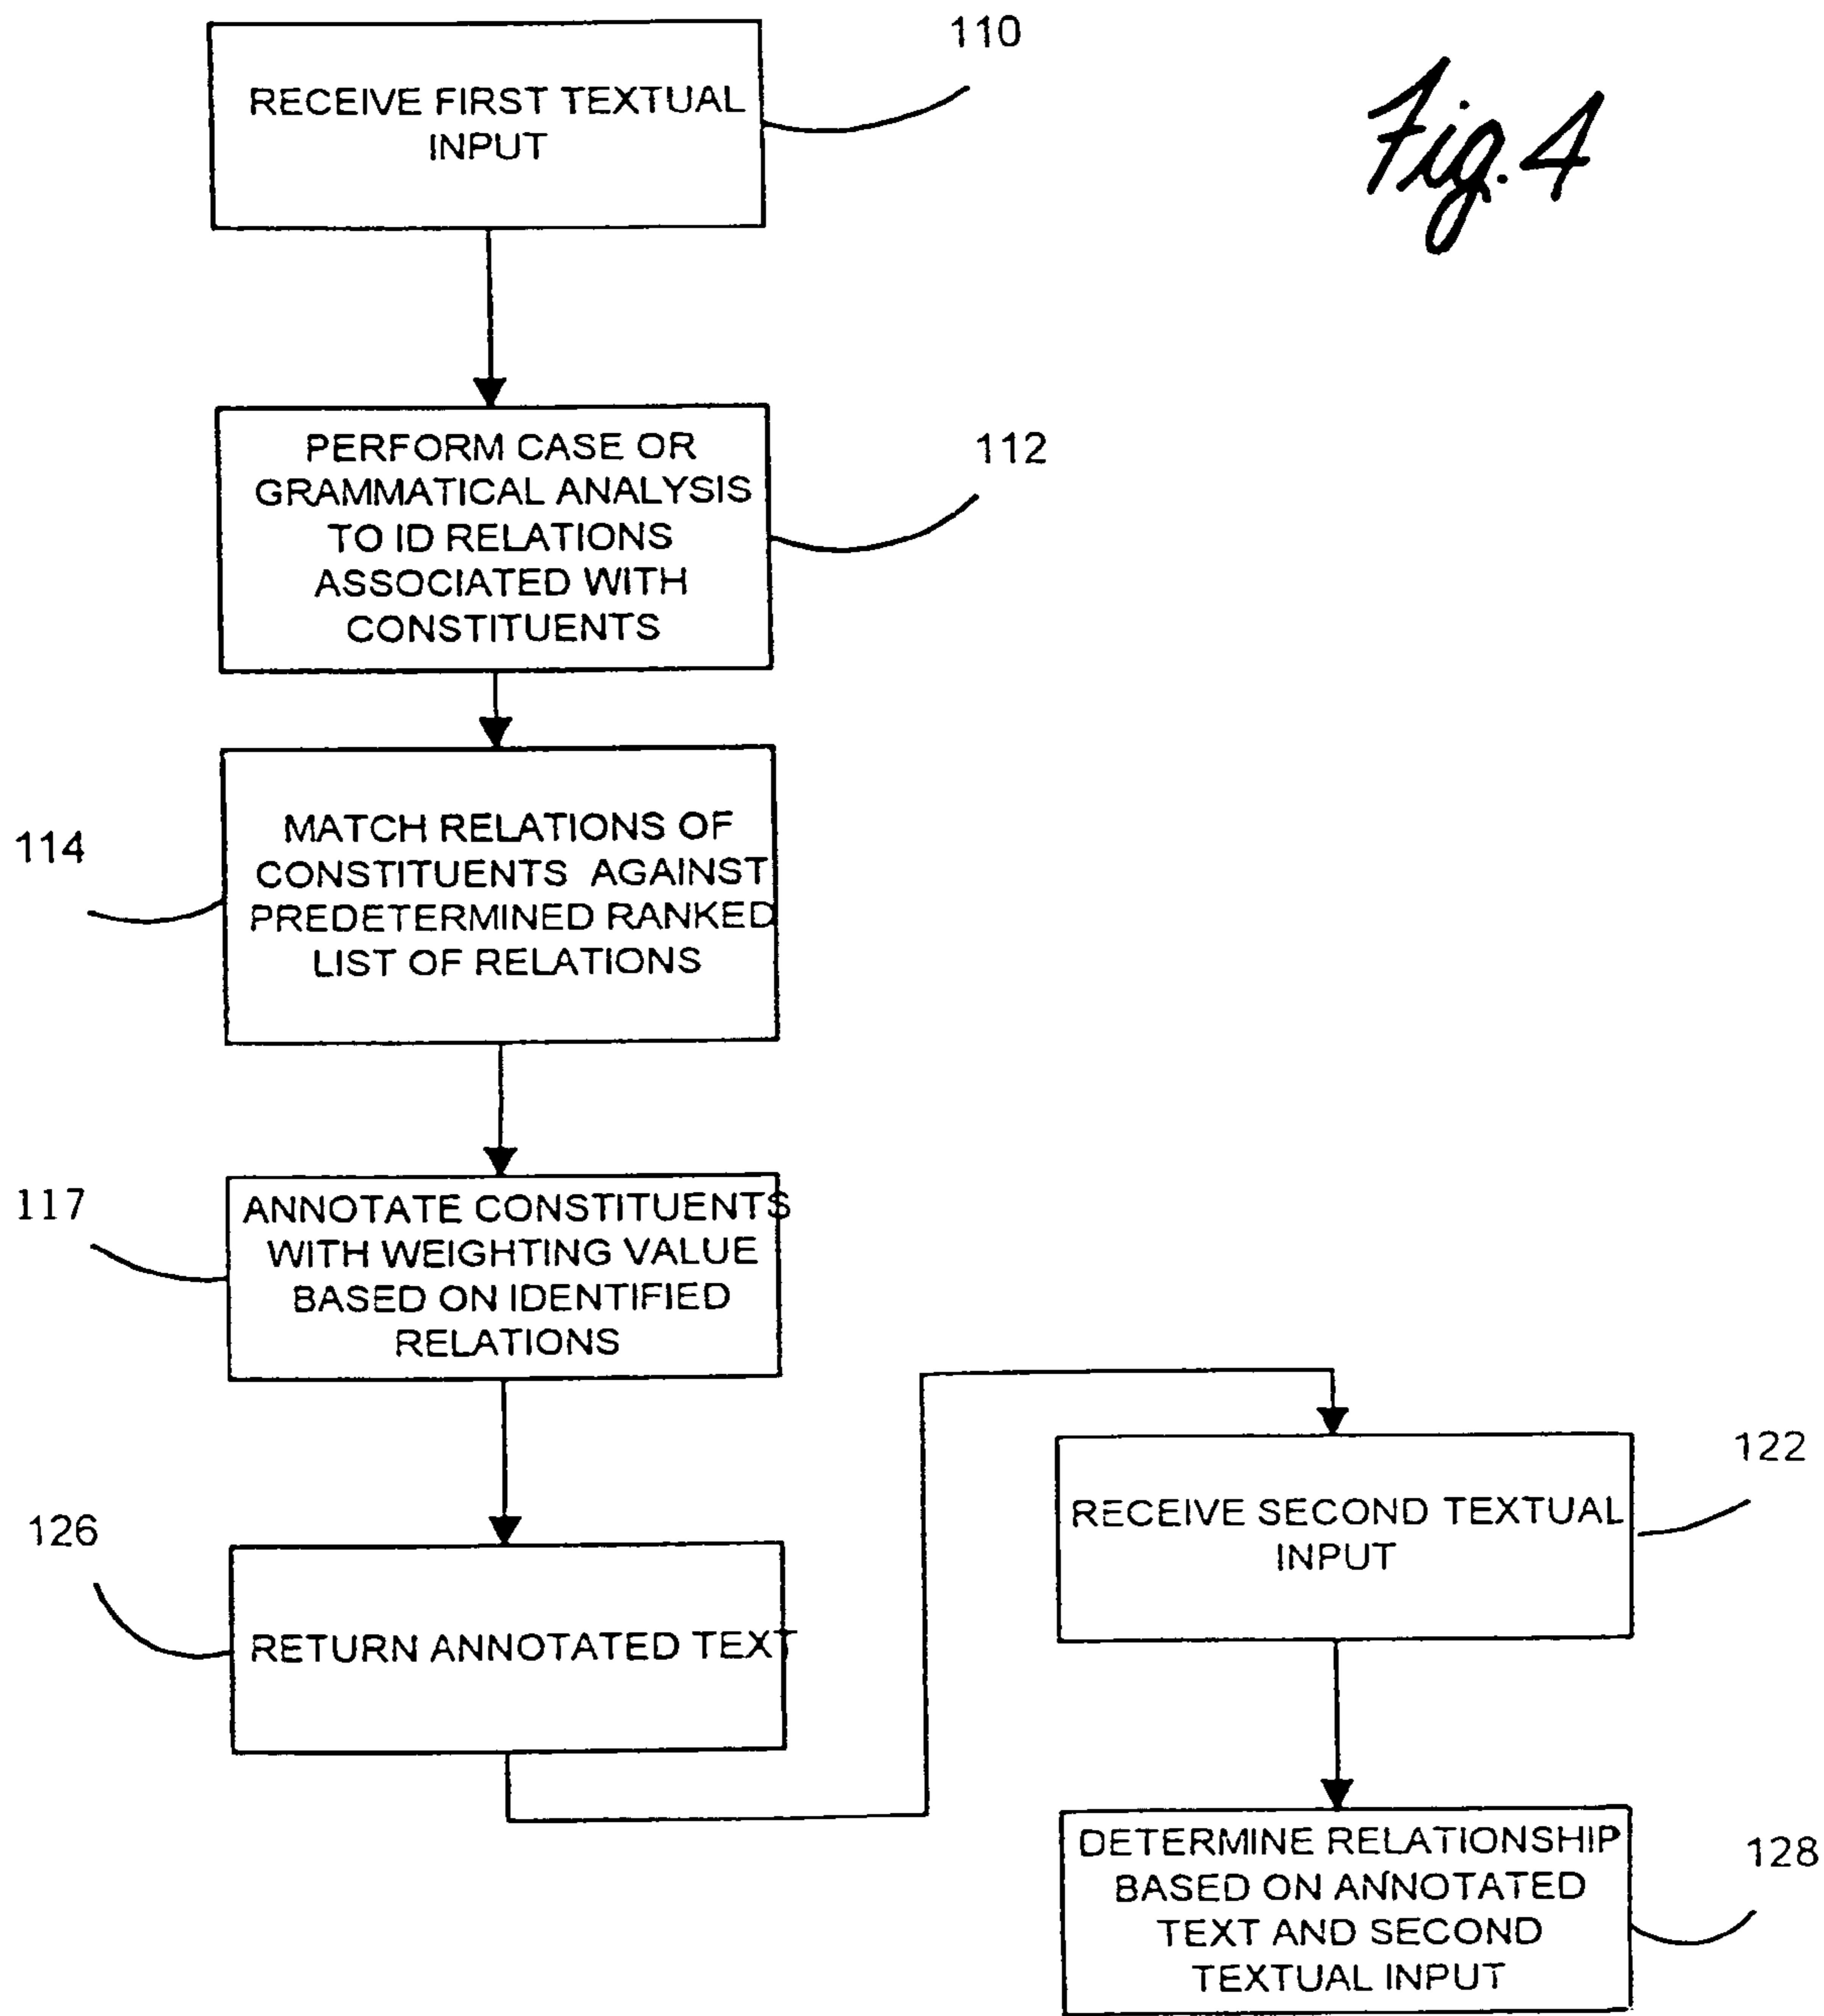 110
Fig. 4
RECEIVE FIRST TEXTUAL
INPUT
112
PERFORM CASE OR
GRAMMATICAL ANALYSIS
TO ID RELATIONS
ASSOCIATED WITH
CONSTITUENTS
114
MATCH RELATIONS OF
CONSTITUENTS AGAINST
PREDETERMINED RANKED
LIST OF RELATIONS
117
ANNOTATE CONSTITUENTS
WITH WEIGHTING VALUE
BASED ON IDENTIFIED
RELATIONS
126
RETURN ANNOTATED TEXT
122
RECEIVE SECOND TEXTUAL
INPUT
128
DETERMINE RELATIONSHIP
BASED ON ANNOTATED
TEXT AND SECOND
TEXTUAL INPUT